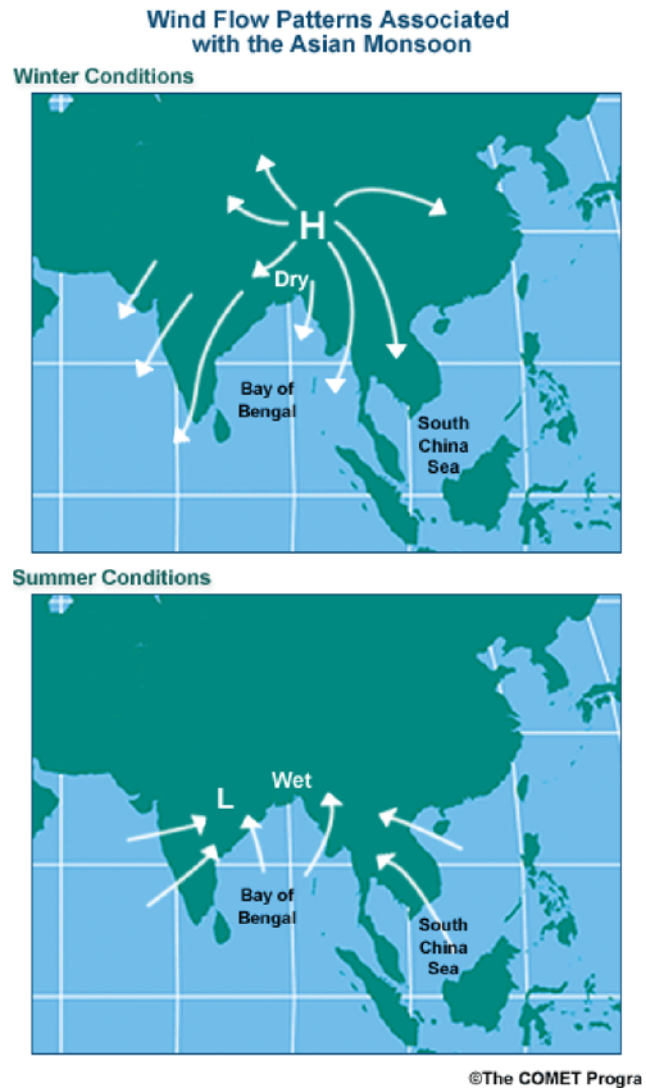 Wind Flow Patterns Associated
with the Asian Monsoon
Winter Conditions
H
Dry
Bay of
Bengal
South
China
Sea
Summer Conditions
Wet
L
Bay of
Bengal
South
China
Sea
©The COMET Progra